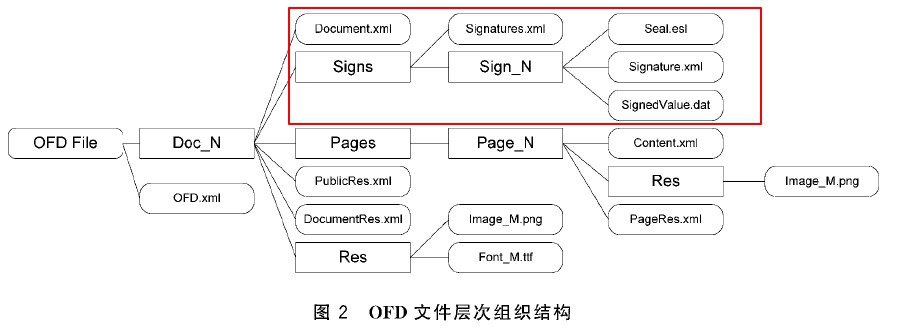 Document.xml Signatures.xml Seal.esl
Signs Sign_N Signature.xml
SignedValue.dat
OFD File Doc_N Pages Page_N Content.xml
OFD.xml PublicRes.xml Res Image_M.png
DocumentRes.xml Image_M.png PageRes.xml
Res Font_M.ttf
图 2 OFD 文件层次组织结构